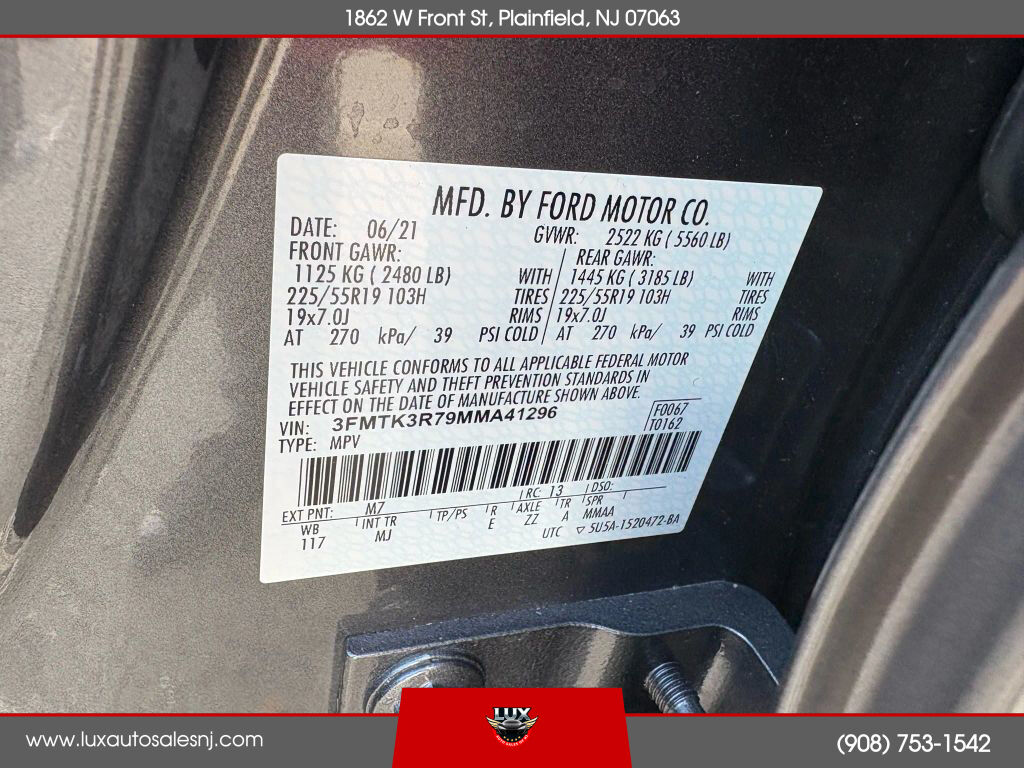 1862 W Front St, Plainfield, NJ 07063
MFD. BY FORD MOTOR CO.
DATE: 06/21 GVWR: 2522 KG ( 5560 LB)
FRONT GAWR: REAR GAWR:
1125 KG ( 2480 LB) WITH 1445 KG ( 3185 LB) WITH
225/55R19 103H TIRES 225/55R19 103H TIRES
19x7.0J RIMS 19x7.0J RIMS
AT 270 kPa/ 39 PSI COLD AT 270 kPa/ 39 PSI COLD
THIS VEHICLE CONFORMS TO ALL APPLICABLE FEDERAL MOTOR
VEHICLE SAFETY AND THEFT PREVENTION STANDARDS IN
EFFECT ON THE DATE OF MANUFACTURE SHOWN ABOVE.
VIN: 3FMTK3R79MMA41296 F0067
TYPE: MPV T0162
EXT PNT: M7 RC: 13 DSO:
WB INT TR TP/PS R AXLE TR SPR
117 MJ E ZZ A MMAA
UTC ▽ 5U5A-1520472-BA
LUX
www.luxautosalesnj.com
(908) 753-1542